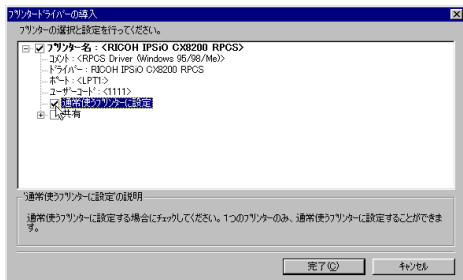 プリンタードライバーの導入
プリンターの選択と設定を行ってください。
プリンター名 : <RICOH IPSiO CX8200 RPCS>
コメント : <RPCS Driver (Windows 95/98/Me)>
ドライバー : RICOH IPSiO CX8200 RPCS
ポート : <LPT1:>
ユーザーコード : <1111>
通常使うプリンターに設定
共有
'通常使うプリンターに設定'の説明
通常使うプリンターに設定する場合にチェックしてください。1つのプリンターのみ、通常使うプリンターに設定することができま
す。
完了(C)
キャンセル